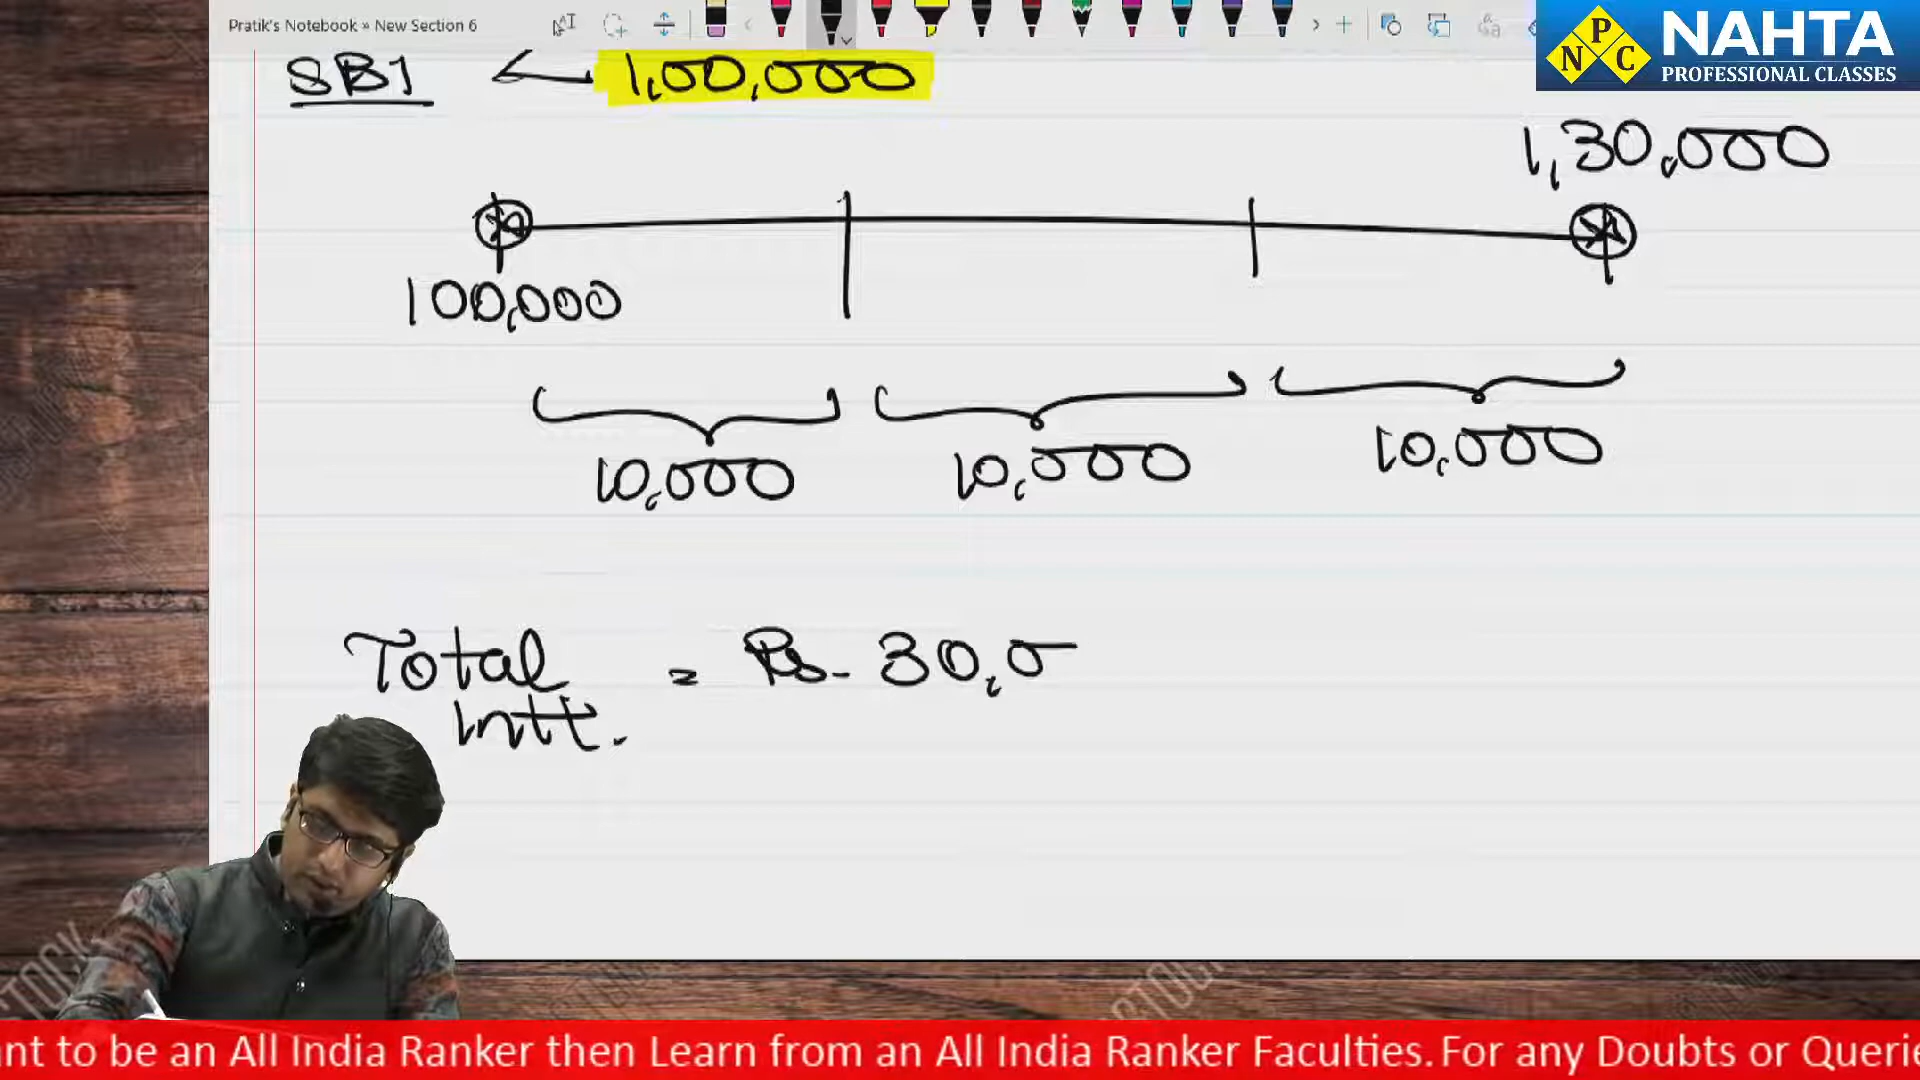 Pratik's Notebook » New Section 6
NPC
NAHTA
PROFESSIONAL CLASSES
SBI ← 1,00,000
1,30,000
100,000
10,000 10,000 10,000
Total = Rs. 30,0
Intt.
ant to be an All India Ranker then Learn from an All India Ranker Faculties. For any Doubts or Querie